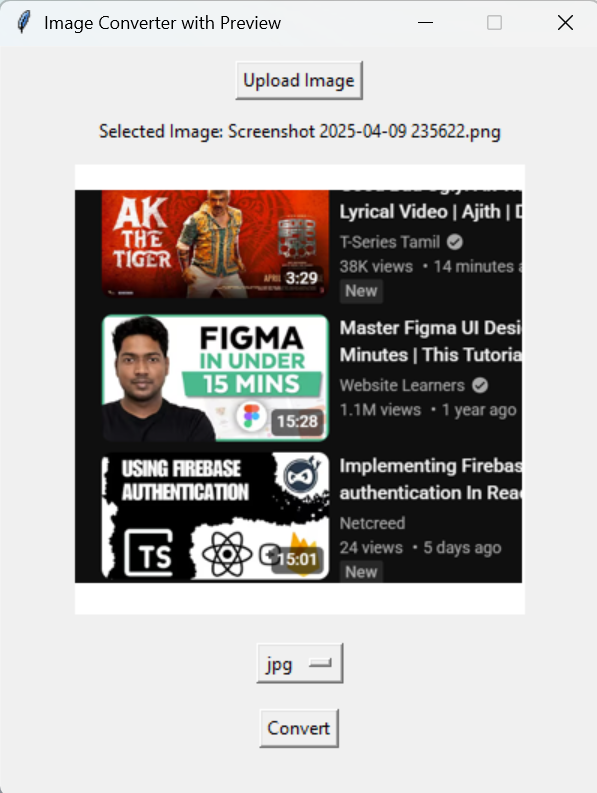 Image Converter with Preview
Upload Image
Selected Image: Screenshot 2025-04-09 235622.png
AK
THE
TIGER
APRIL
3:29
Lyrical Video | Ajith |
T-Series Tamil
38K views • 14 minutes
New
FIGMA
IN UNDER
15 MINS
15:28
Master Figma UI Desi
Minutes | This Tutoria
Website Learners
1.1M views • 1 year ago
USING FIREBASE
AUTHENTICATION
TS
15:01
Implementing Firebas
authentication In Rea
Netcreed
24 views • 5 days ago
New
jpg
Convert